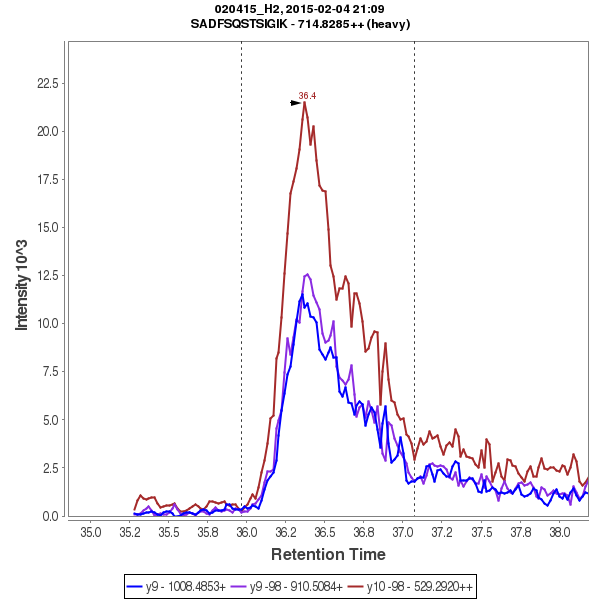 020415_H2, 2015-02-04 21:09
SADFSQSTSIGIK - 714.8285++ (heavy)
36.4
22.5
20.0
17.5
15.0
12.5
10.0
7.5
5.0
2.5
0.0
Intensity 10^3
35.0 35.2 35.5 35.8 36.0 36.2 36.5 36.8 37.0 37.2 37.5 37.8 38.0
Retention Time
y9 - 1008.4853+ y9 -98 - 910.5084+ y10 -98 - 529.2920++